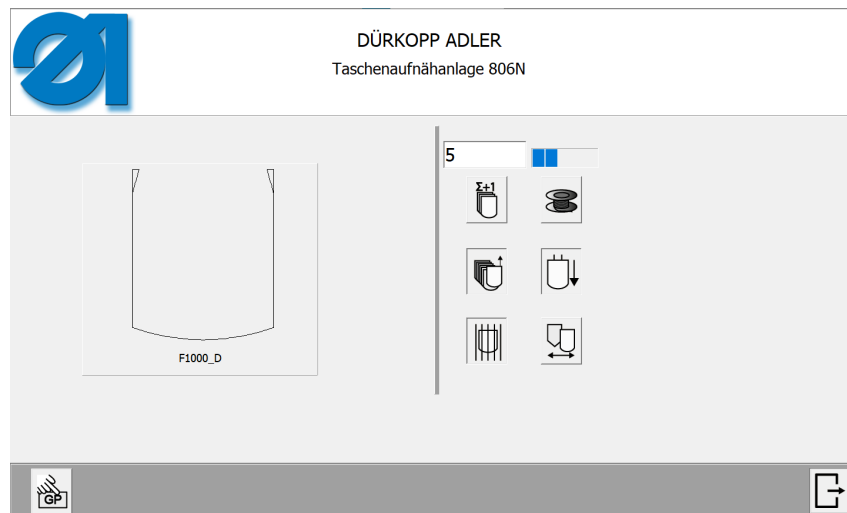 DÜRKOPP ADLER
Taschenaufnähanlage 806N
5
Σ+1
F1000_D
GP